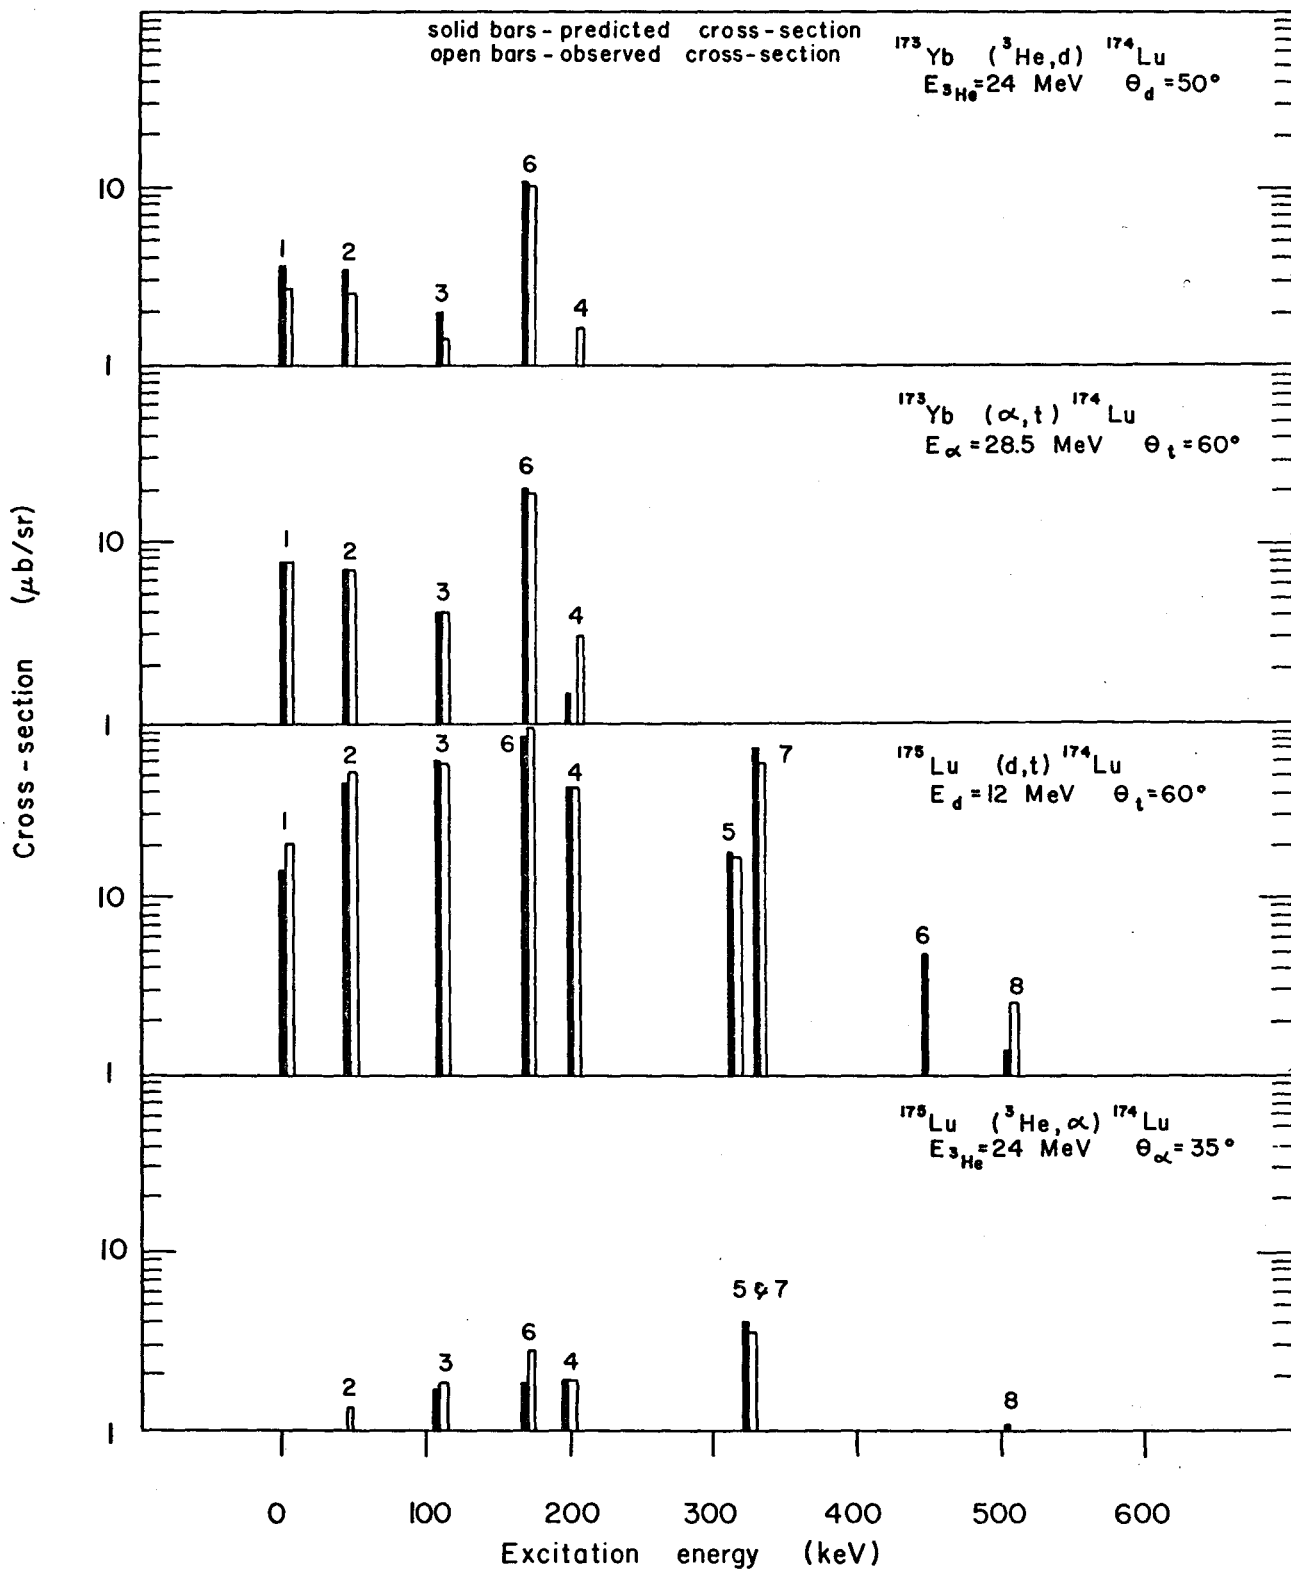 solid bars - predicted cross-section
open bars - observed cross-section
¹⁷³Yb (³He,d) ¹⁷⁴Lu
E₃He=24 MeV θd=50°
10
1
1
2
3
6
4
¹⁷³Yb (α,t) ¹⁷⁴Lu
Eα=28.5 MeV θt=60°
10
1
1
2
3
6
4
¹⁷⁵Lu (d,t) ¹⁷⁴Lu
Ed=12 MeV θt=60°
10
1
1
2
3
6
4
5
7
6
8
¹⁷⁵Lu (³He,α) ¹⁷⁴Lu
E₃He=24 MeV θα=35°
10
1
2
3
6
4
5 & 7
8
Cross-section (μb/sr)
0 100 200 300 400 500 600
Excitation energy (keV)